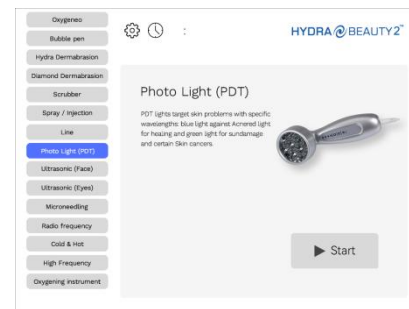 Oxygeneo
Bubble pen
Hydra Dermabrasion
Diamond Dermabrasion
Scrubber
Spray / Injection
Line
Photo Light (PDT)
Ultrasonic (Face)
Ultrasonic (Eyes)
Microneedling
Radio frequency
Cold & Hot
High Frequency
Oxygening instrument
:
HYDRA BEAUTY2™
Photo Light (PDT)
PDT lights target skin problems with specific
wavelengths: blue light against Acnered light
for healing and green light for sundamage
and certain Skin cancers
Start